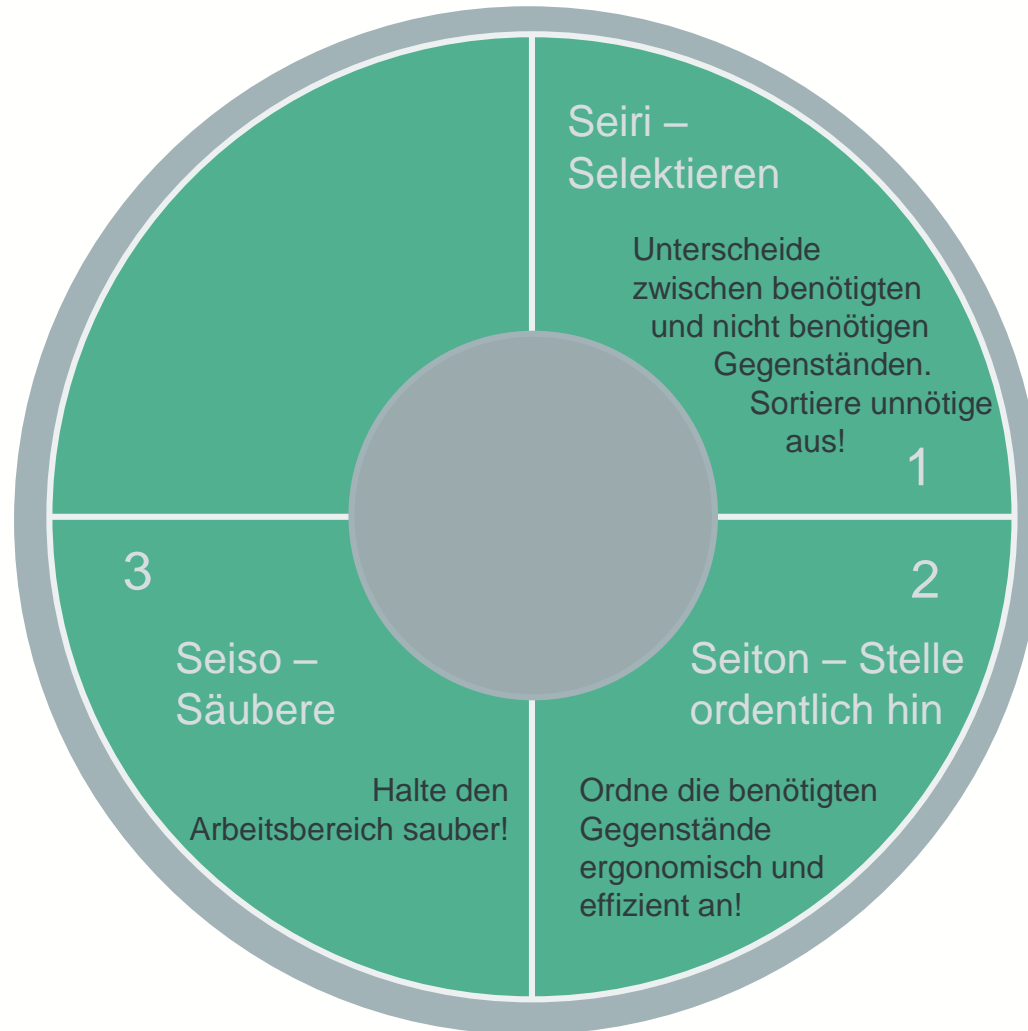 Seiri –
Selektieren
Unterscheide
zwischen benötigten
und nicht benötigen
Gegenständen.
Sortiere unnötige
aus!
1
2
Seiton – Stelle
ordentlich hin
Ordne die benötigten
Gegenstände
ergonomisch und
effizient an!
3
Seiso –
Säubere
Halte den
Arbeitsbereich sauber!